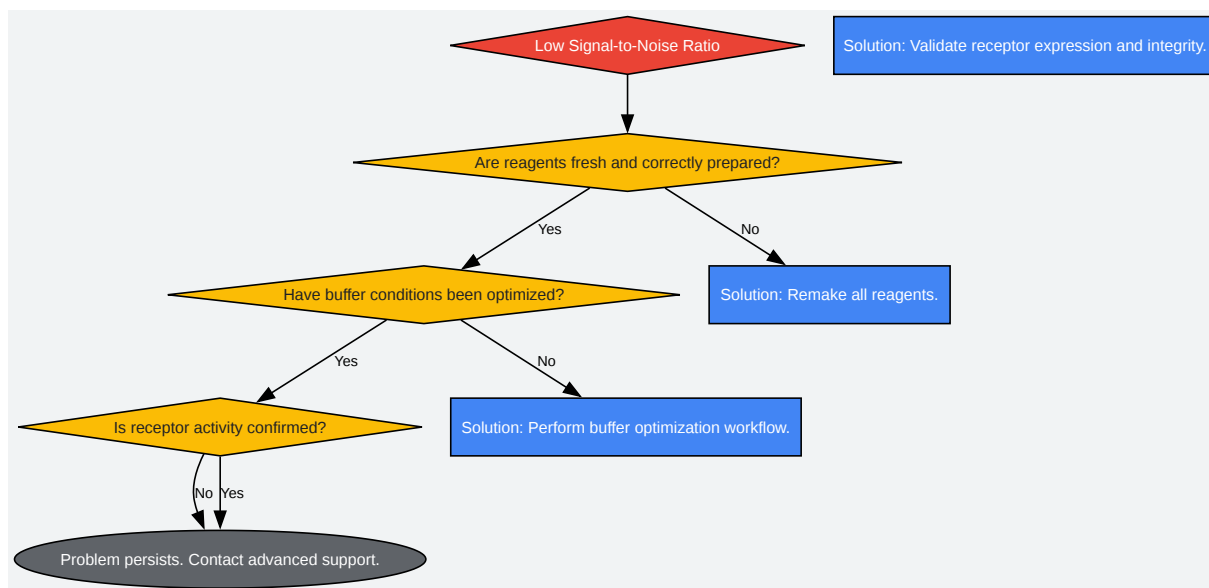 Low Signal-to-Noise Ratio
Solution: Validate receptor expression and integrity.
Are reagents fresh and correctly prepared?
Yes
No
Have buffer conditions been optimized?
Solution: Remake all reagents.
Yes
No
Is receptor activity confirmed?
Solution: Perform buffer optimization workflow.
No
Yes
Problem persists. Contact advanced support.